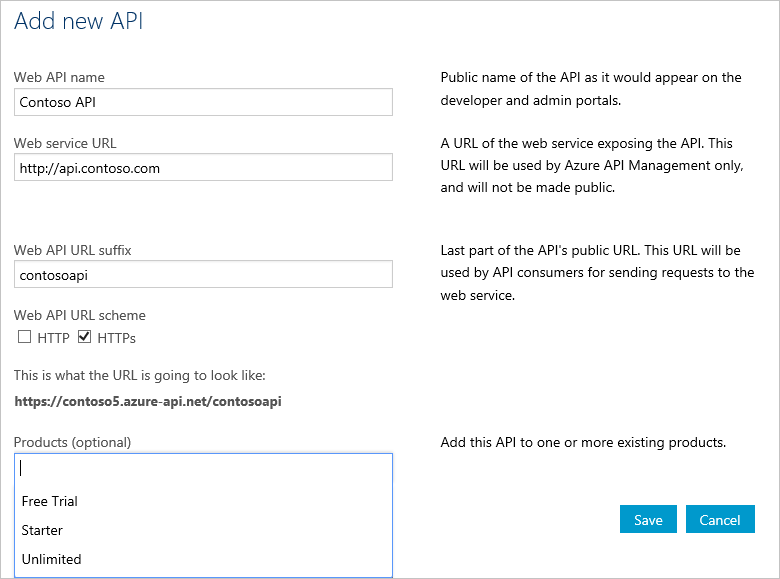 Add new API
Web API name
Contoso API
Public name of the API as it would appear on the
developer and admin portals.
Web service URL
http://api.contoso.com
A URL of the web service exposing the API. This
URL will be used by Azure API Management only,
and will not be made public.
Web API URL suffix
contosoapi
Last part of the API's public URL. This URL will be
used by API consumers for sending requests to the
web service.
Web API URL scheme
HTTP HTTPs
This is what the URL is going to look like:
https://contoso5.azure-api.net/contosoapi
Products (optional)
Add this API to one or more existing products.
Free Trial
Starter
Unlimited
Save Cancel